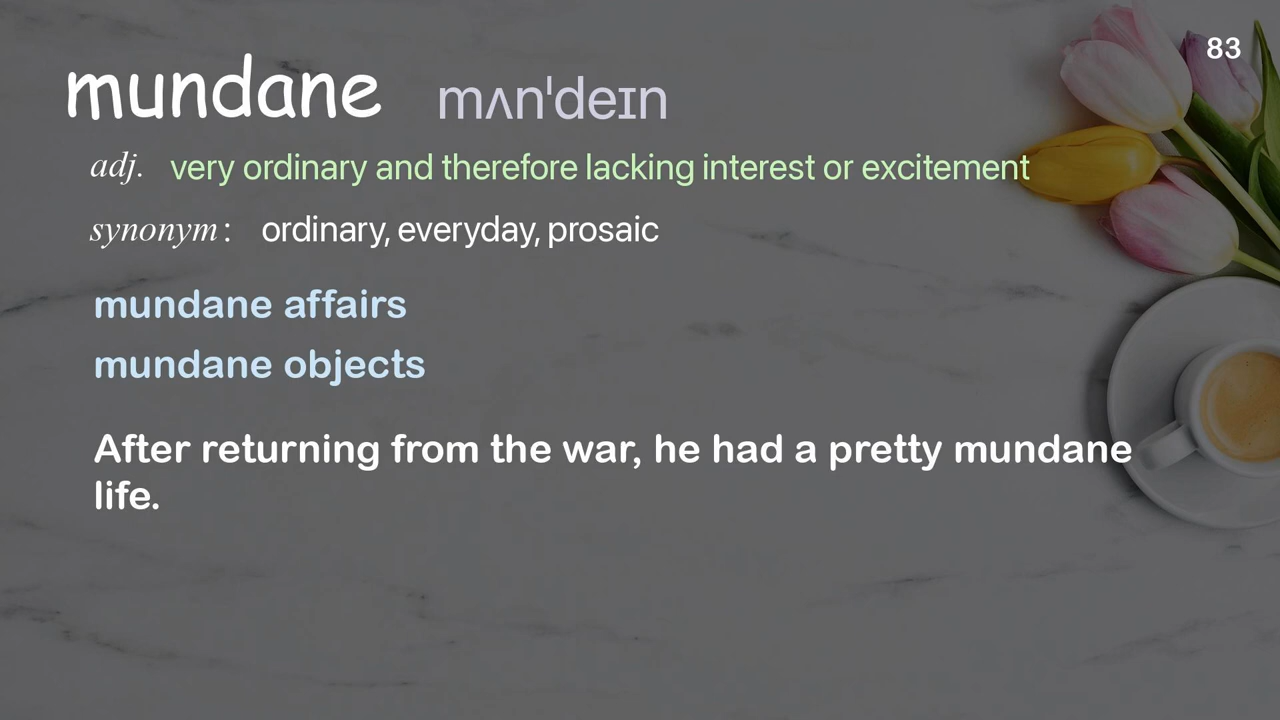 83
mundane mʌnˈdeɪn
adj. very ordinary and therefore lacking interest or excitement
synonym: ordinary, everyday, prosaic
mundane affairs
mundane objects
After returning from the war, he had a pretty mundane
life.